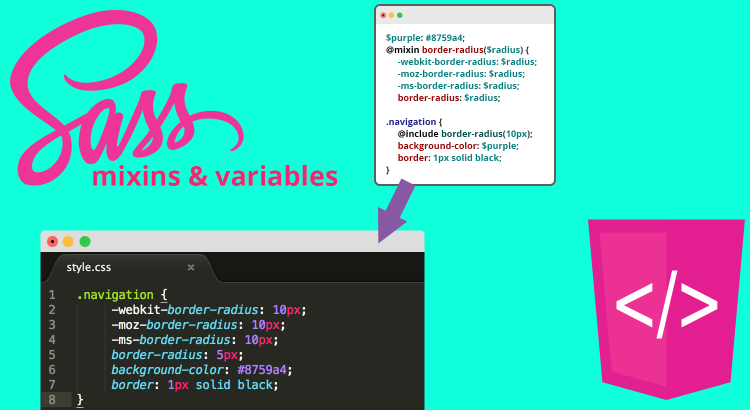 Sass
mixins & variables
$purple: #8759a4;
@mixin border-radius($radius) {
-webkit-border-radius: $radius;
-moz-border-radius: $radius;
-ms-border-radius: $radius;
border-radius: $radius;
.navigation {
@include border-radius(10px);
background-color: $purple;
border: 1px solid black;
}
style.css ×
1 .navigation {
2 -webkit-border-radius: 10px;
3 -moz-border-radius: 10px;
4 -ms-border-radius: 10px;
5 border-radius: 5px;
6 background-color: #8759a4;
7 border: 1px solid black;
8 }
</>